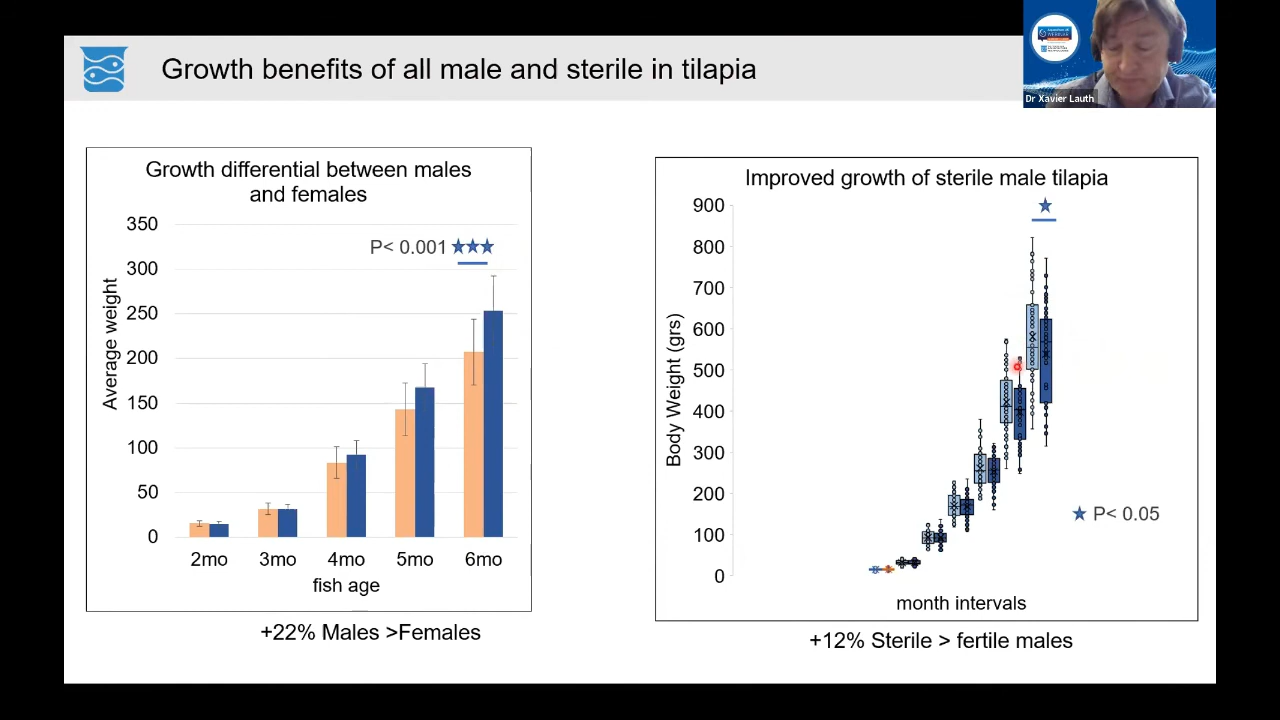 Growth benefits of all male and sterile in tilapia
Dr Xavier Lauth
Growth differential between males
and females
350
300
250
200
150
100
50
0
Average weight
P< 0.001
2mo 3mo 4mo 5mo 6mo
fish age
+22% Males >Females
Improved growth of sterile male tilapia
900
800
700
600
500
400
300
200
100
0
Body Weight (grs)
P< 0.05
month intervals
+12% Sterile > fertile males